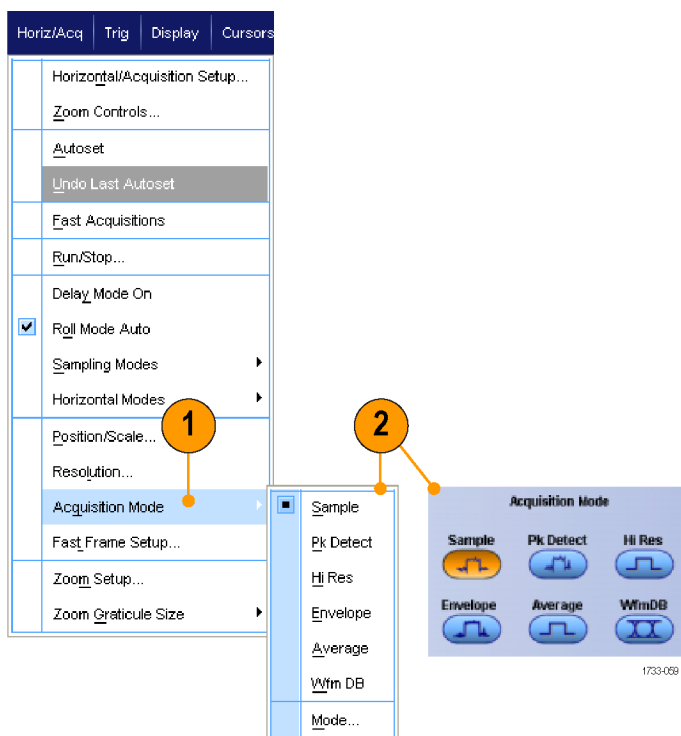 Horiz/Acq Trig Display Cursors
Horizontal/Acquisition Setup...
Zoom Controls...
Autoset
Undo Last Autoset
Fast Acquisitions
Run/Stop...
Delay Mode On
Roll Mode Auto
Sampling Modes
Horizontal Modes
1
2
Position/Scale...
Resolution...
Acquisition Mode
Fast Frame Setup...
Zoom Setup...
Zoom Graticule Size
Sample
Pk Detect
Hi Res
Envelope
Average
Wfm DB
Mode...
Acquisition Mode
Sample Pk Detect Hi Res
Envelope Average WfmDB
1733-059